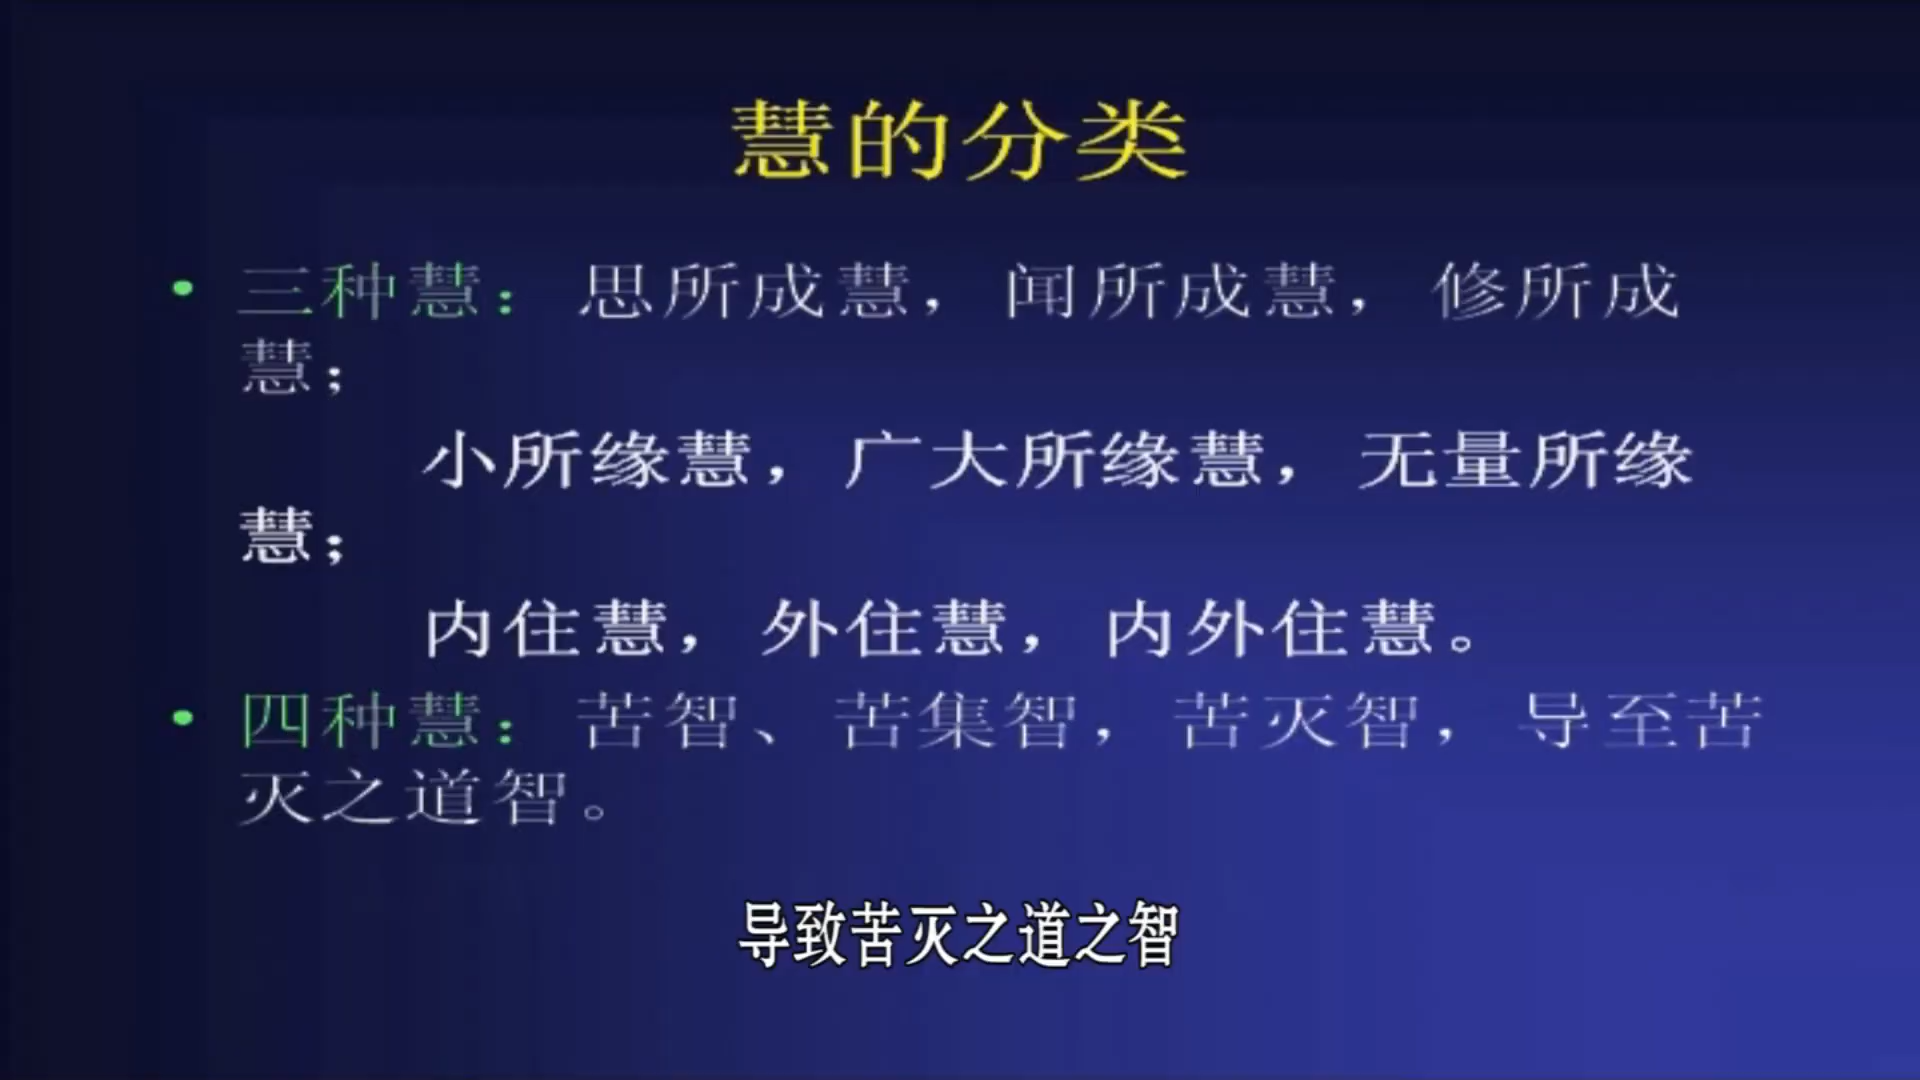 慧的分类
• 三种慧：思所成慧，闻所成慧，修所成
慧；
小所缘慧，广大所缘慧，无量所缘
慧；
内住慧，外住慧，内外住慧。
• 四种慧：苦智、苦集智，苦灭智，导至苦
灭之道智。
导致苦灭之道之智